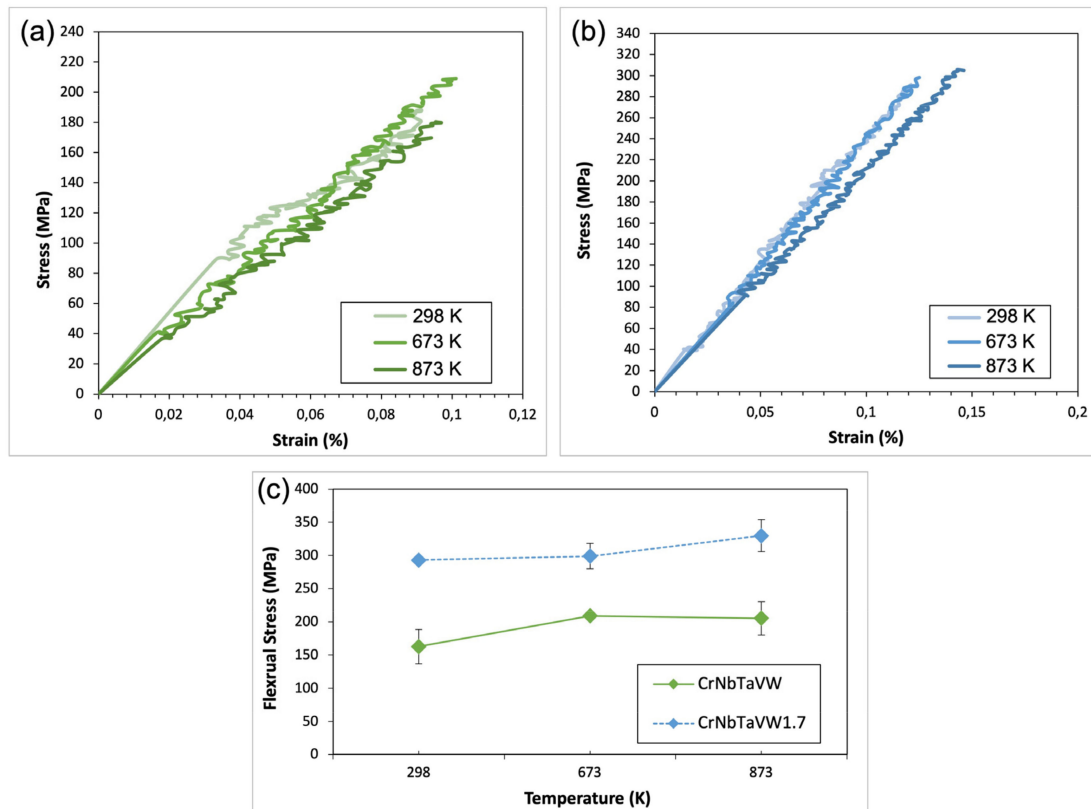 (a)
240
220
200
180
160
140
120
100
80
60
40
20
0
Stress (MPa)
298 K
673 K
873 K
0 0,02 0,04 0,06 0,08 0,1 0,12
Strain (%)
(b)
340
320
300
280
260
240
220
200
180
160
140
120
100
80
60
40
20
0
Stress (MPa)
298 K
673 K
873 K
0 0,05 0,1 0,15 0,2
Strain (%)
(c)
400
350
300
250
200
150
100
50
0
Flexrual Stress (MPa)
CrNbTaVW
CrNbTaVW1.7
298 673 873
Temperature (K)